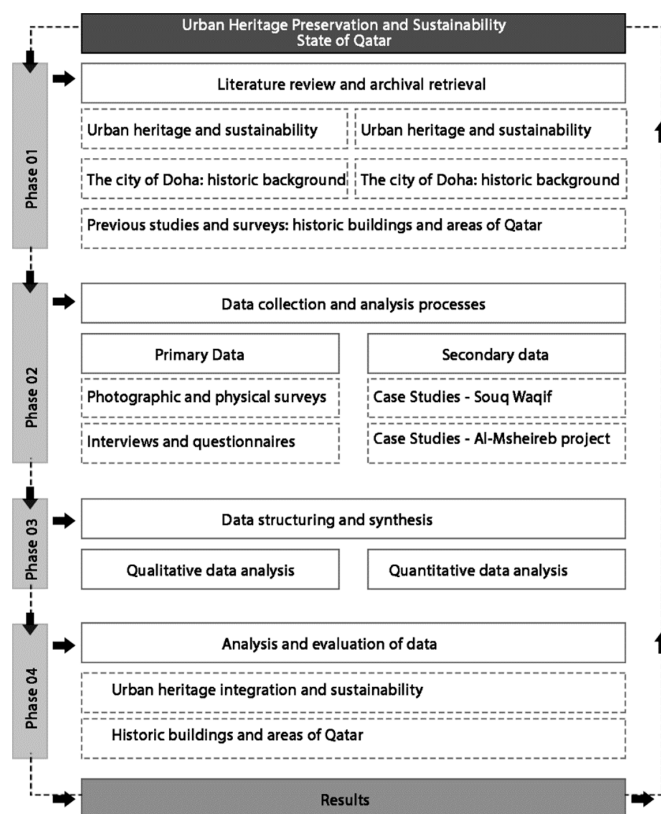 Urban Heritage Preservation and Sustainability
State of Qatar
Phase 01
Literature review and archival retrieval
Urban heritage and sustainability
Urban heritage and sustainability
The city of Doha: historic background
The city of Doha: historic background
Previous studies and surveys: historic buildings and areas of Qatar
Phase 02
Data collection and analysis processes
Primary Data
Secondary data
Photographic and physical surveys
Case Studies - Souq Waqif
Interviews and questionnaires
Case Studies - Al-Msheireb project
Phase 03
Data structuring and synthesis
Qualitative data analysis
Quantitative data analysis
Phase 04
Analysis and evaluation of data
Urban heritage integration and sustainability
Historic buildings and areas of Qatar
Results